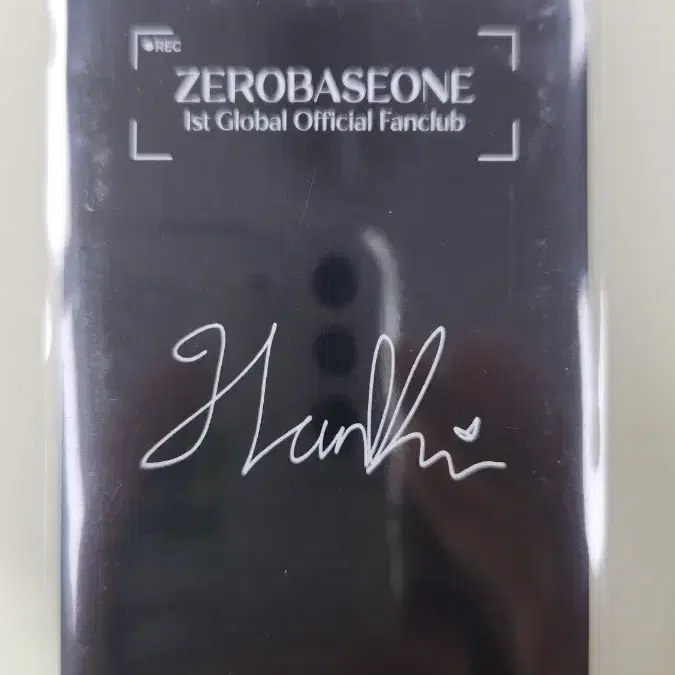 REC
ZEROBASEONE
1st Global Official Fanclub